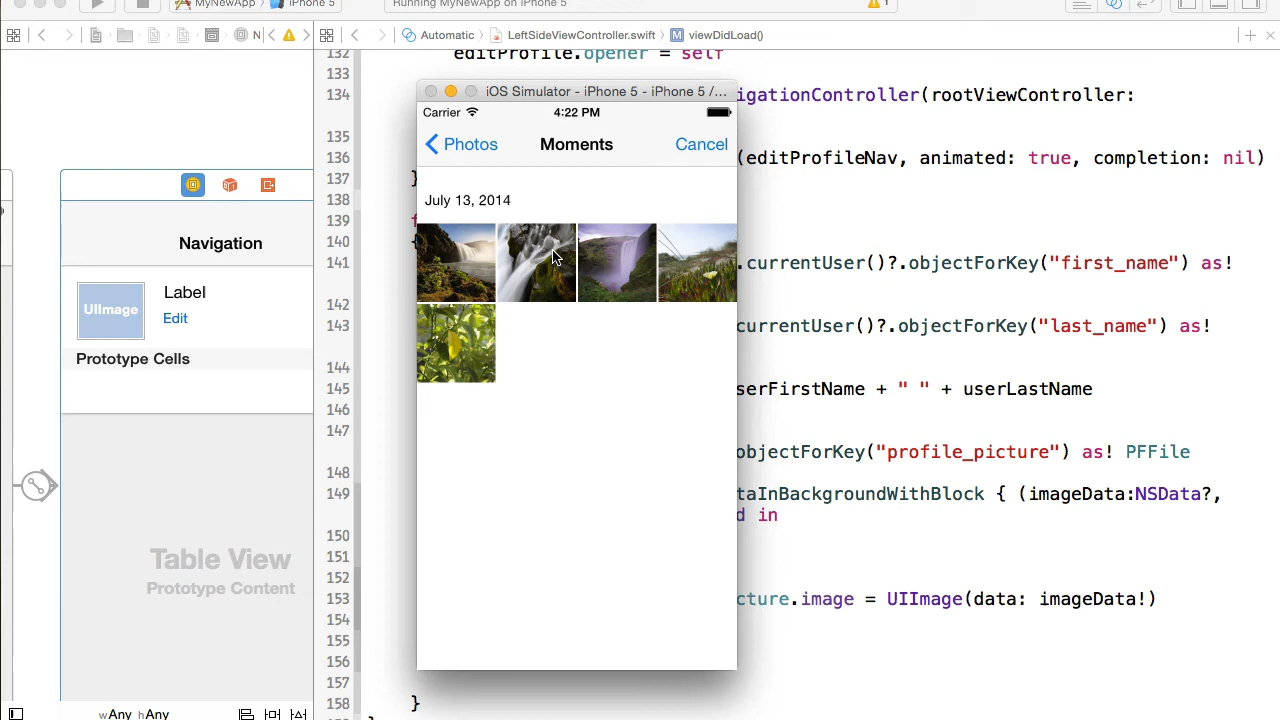 MyNewApp iPhone 5 Running MyNewApp on iPhone 5 1
N Automatic LeftSideViewController.swift viewDidLoad()
132 editProfile.opener = self
133
134 igationController(rootViewController:
135
136 (editProfileNav, animated: true, completion: nil)
137 }
138
139 f
140 {
141 .currentUser()?.objectForKey("first_name") as!
142
143 currentUser()?.objectForKey("last_name") as!
144
145 serFirstName + " " + userLastName
146
147 objectForKey("profile_picture") as! PFFile
148
149 taInBackgroundWithBlock { (imageData:NSData?,
d in
150
151
152
153 cture.image = UIImage(data: imageData!)
154
155
156
157
158 }
iOS Simulator - iPhone 5 - iPhone 5 /...
Carrier 4:22 PM
Photos Moments Cancel
July 13, 2014
Navigation
UIImage
Label
Edit
Prototype Cells
Table View
Prototype Content
wAny hAny